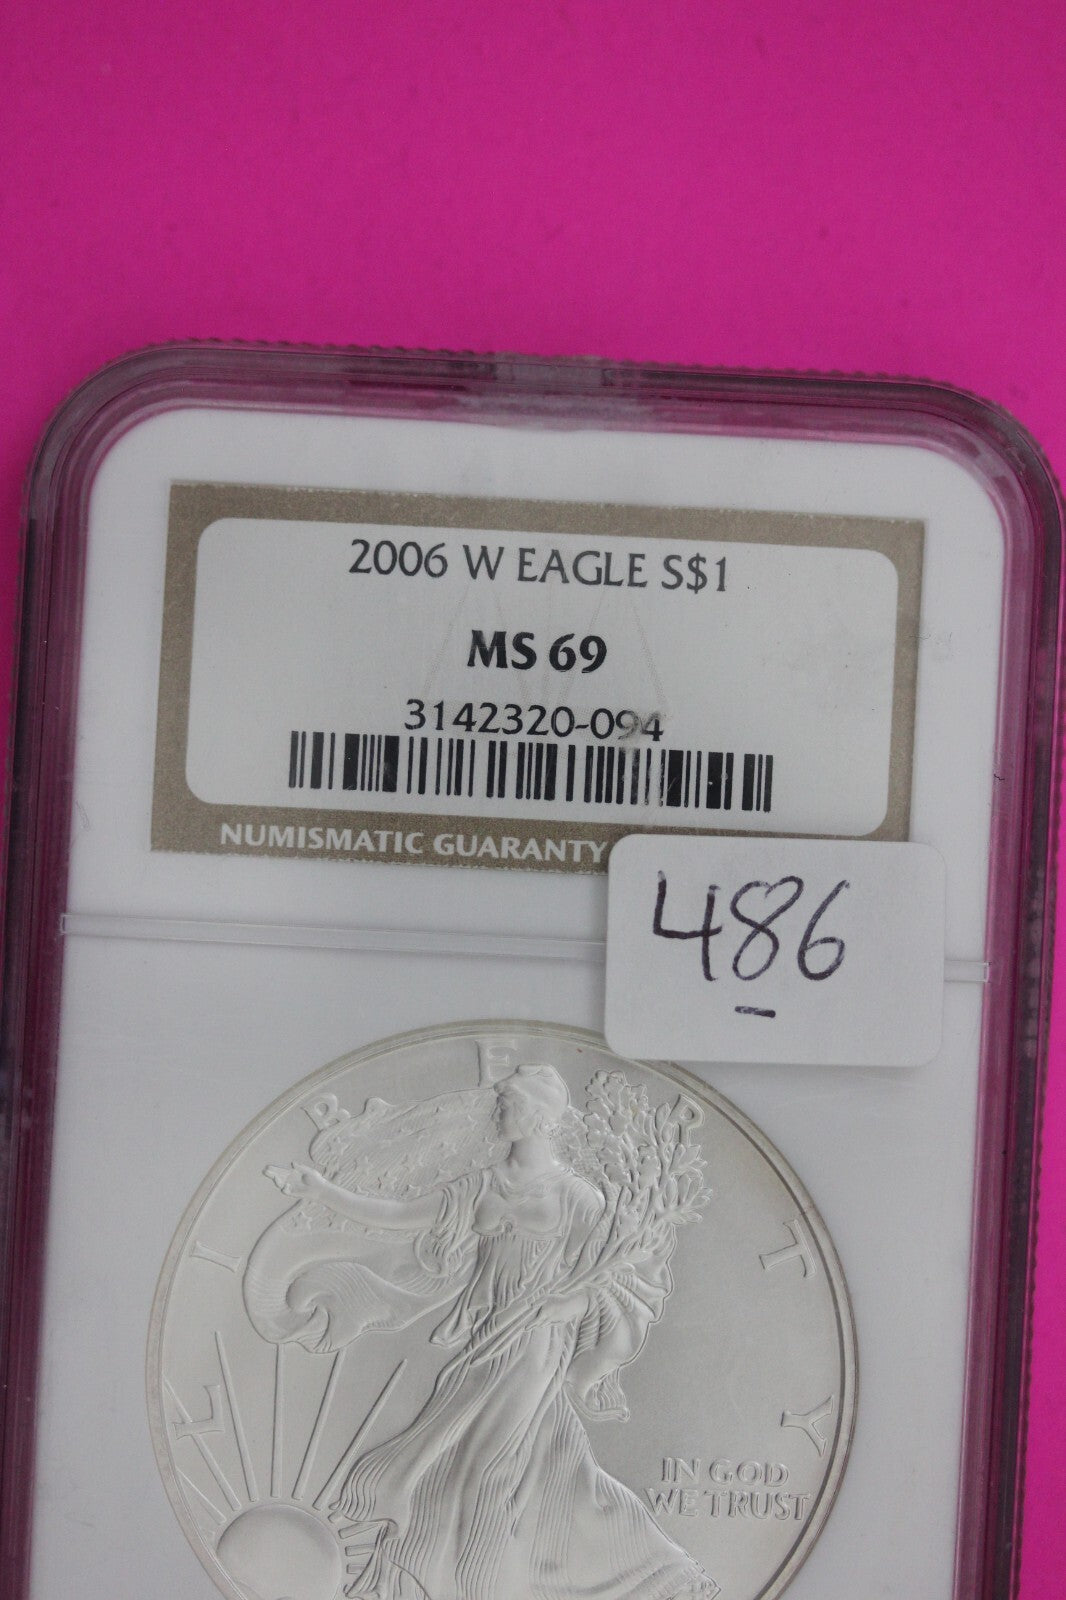 2006 W EAGLE S$1
MS 69
3142320-094
NUMISMATIC GUARANTY
486
LIBERTY
IN GOD
WE TRUST